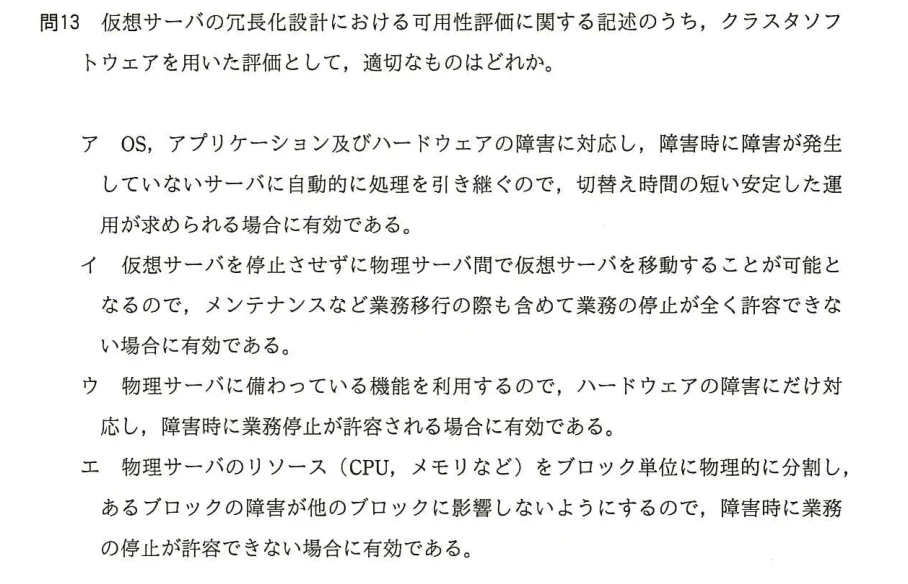 問13 仮想サーバの冗長化設計における可用性評価に関する記述のうち，クラスタソフ
トウェアを用いた評価として，適切なものはどれか。
ア OS，アプリケーション及びハードウェアの障害に対応し，障害時に障害が発生
していないサーバに自動的に処理を引き継ぐので，切替え時間の短い安定した運
用が求められる場合に有効である。
イ 仮想サーバを停止させずに物理サーバ間で仮想サーバを移動することが可能と
なるので，メンテナンスなど業務移行の際も含めて業務の停止が全く許容できな
い場合に有効である。
ウ 物理サーバに備わっている機能を利用するので，ハードウェアの障害にだけ対
応し，障害時に業務停止が許容される場合に有効である。
エ 物理サーバのリソース（CPU，メモリなど）をブロック単位に物理的に分割し，
あるブロックの障害が他のブロックに影響しないようにするので，障害時に業務
の停止が許容できない場合に有効である。